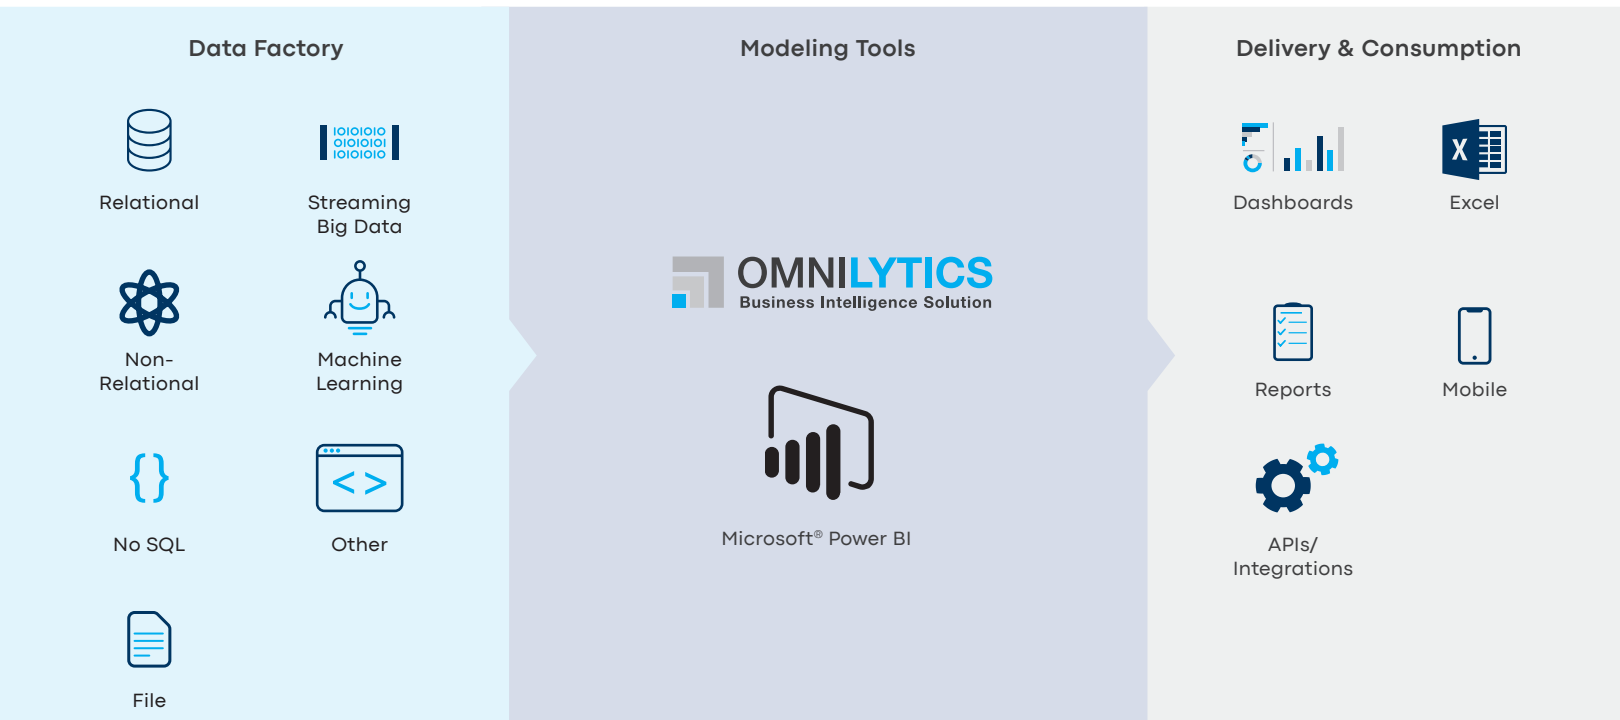 Data Factory
Relational
IOIOIOIO
OIOIOIOI
IOIOIOIO
Streaming
Big Data
Non-
Relational
Machine
Learning
{}
No SQL
< >
Other
File
Modeling Tools
OMNILYTICS
Business Intelligence Solution
Microsoft® Power BI
Delivery & Consumption
Dashboards
X
Excel
Reports
Mobile
APIs/
Integrations